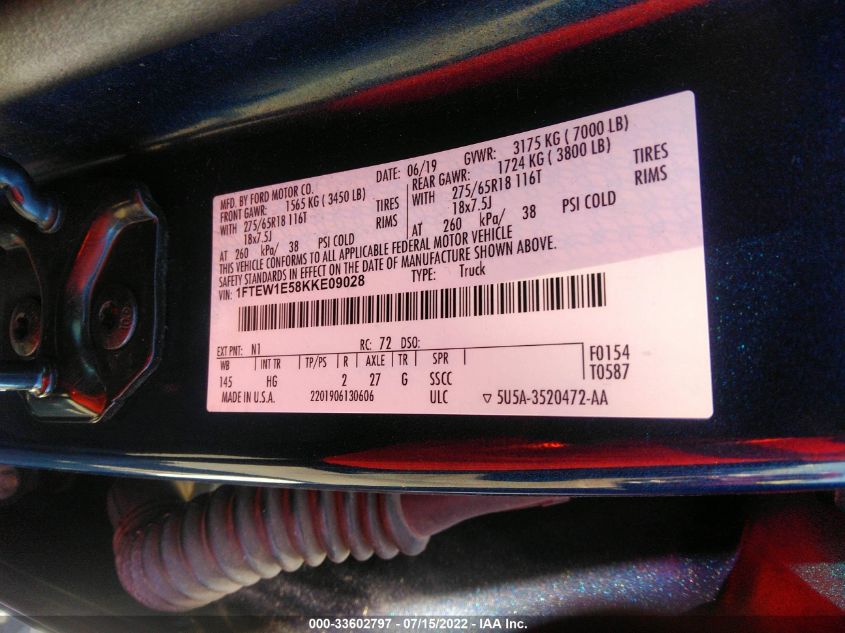 MFD. BY FORD MOTOR CO.
DATE: 06/19 GVWR: 3175 KG ( 7000 LB)
FRONT GAWR: 1565 KG ( 3450 LB) REAR GAWR: 1724 KG ( 3800 LB)
WITH 275/65R18 116T TIRES WITH 275/65R18 116T TIRES
18x7.5J RIMS 18x7.5J RIMS
AT 260 kPa/ 38 PSI COLD AT 260 kPa/ 38 PSI COLD
THIS VEHICLE CONFORMS TO ALL APPLICABLE FEDERAL MOTOR VEHICLE
SAFETY STANDARDS IN EFFECT ON THE DATE OF MANUFACTURE SHOWN ABOVE.
VIN: 1FTEW1E58KKE09028 TYPE: Truck
EXT PNT: N1 RC: 72 DSO:
WB INT TR TP/PS R AXLE TR SPR F0154
145 HG 2 27 G SSCC T0587
MADE IN U.S.A. 2201906130606 ULC ▽ 5U5A-3520472-AA
000-33602797 - 07/15/2022 - IAA Inc.